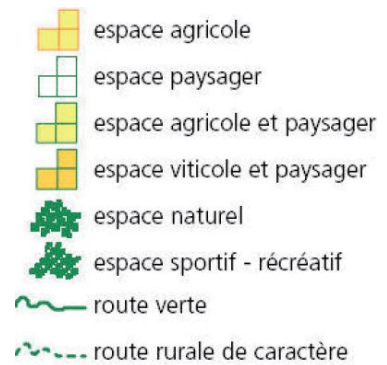 espace agricole
espace paysager
espace agricole et paysager
espace viticole et paysager
espace naturel
espace sportif - récréatif
route verte
route rurale de caractère